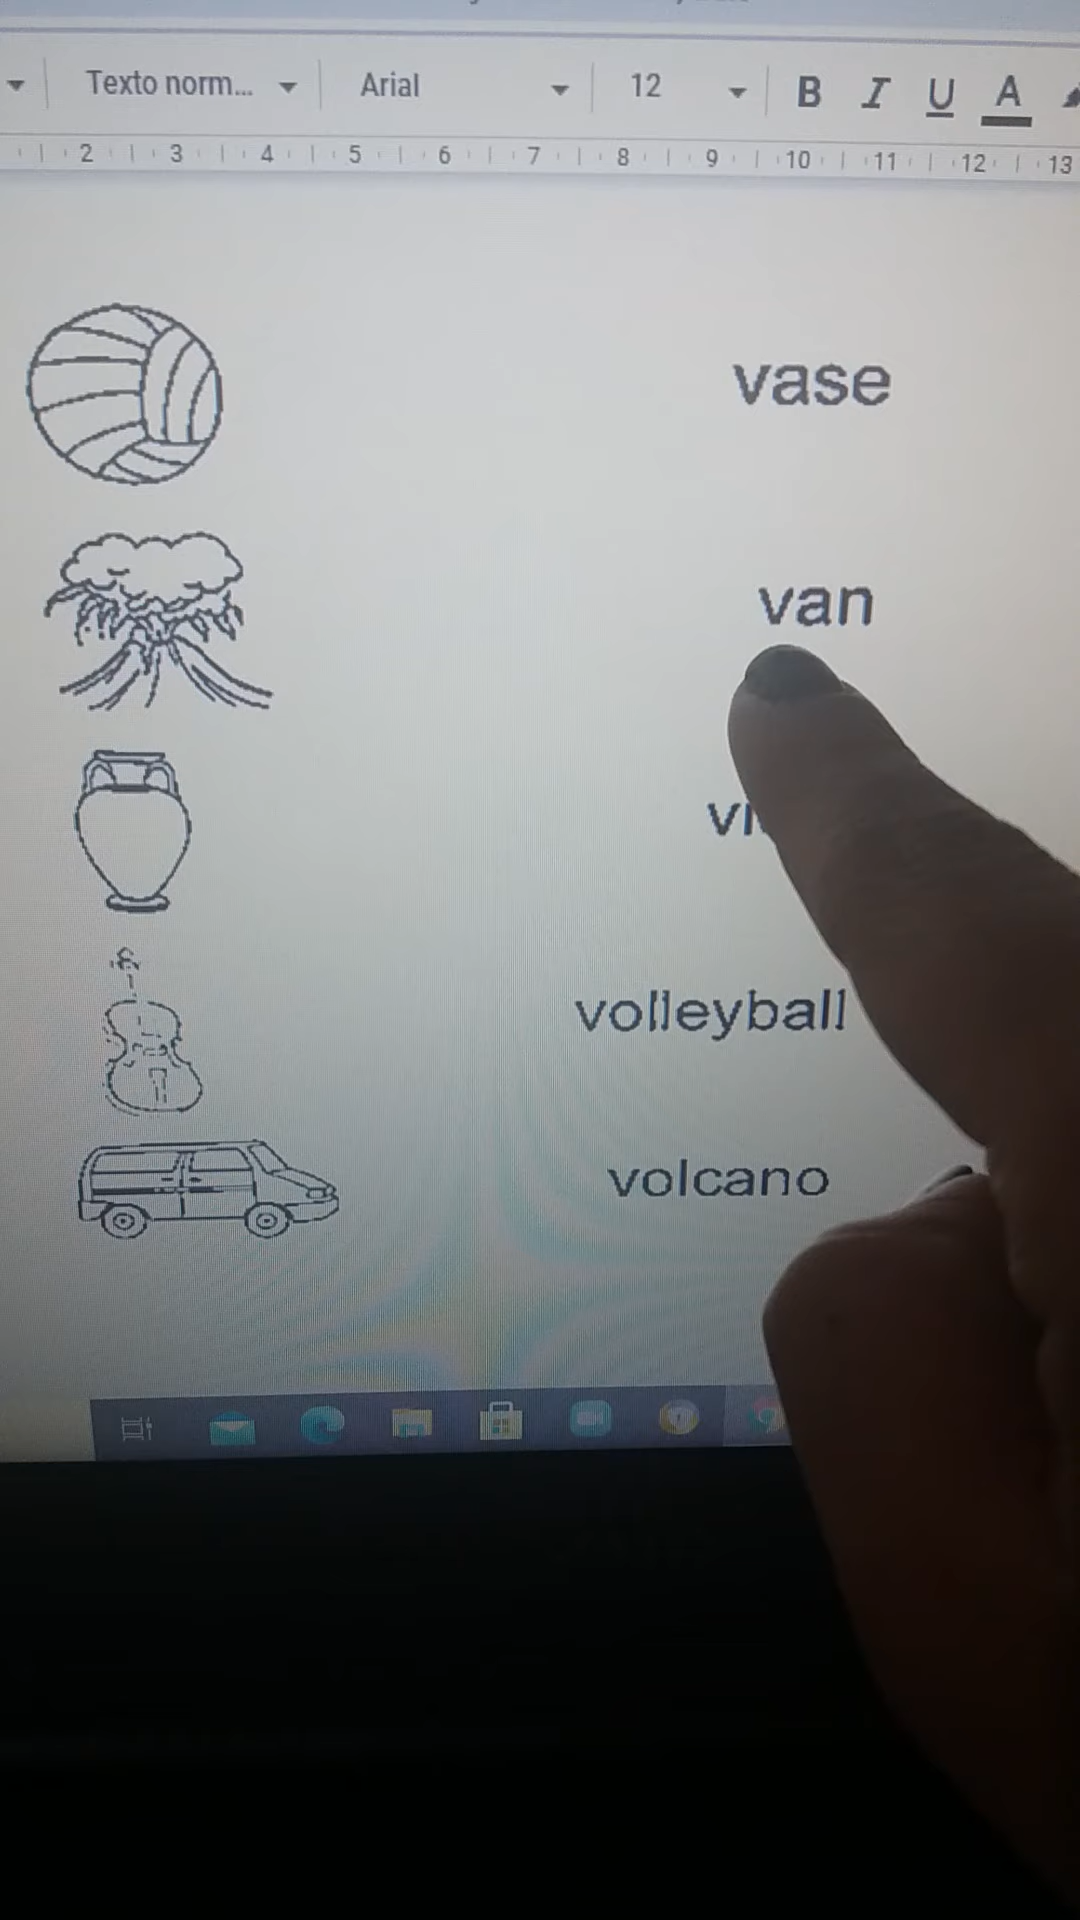 Texto norm... Arial 12 B I U A
2 3 4 5 6 7 8 9 10 11 12 13
vase
van
volleyball
volcano